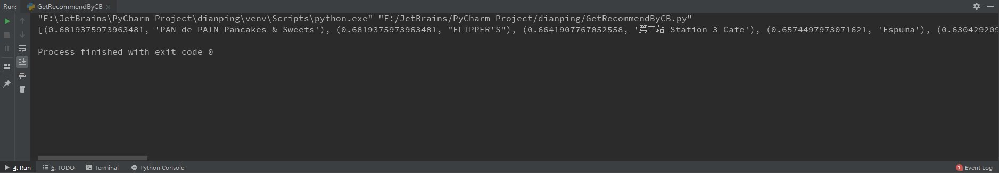 Run: GetRecommendByCB
"F:\JetBrains\PyCharm Project\dianping\venv\Scripts\python.exe" "F:/JetBrains/PyCharm Project/dianping/GetRecommendByCB.py"
[(0.6819375973963481, 'PAN de PAIN Pancakes & Sweets'), (0.6819375973963481, "FLIPPER'S"), (0.6641907767052558, '第三站 Station 3 Cafe'), (0.6574497973071621, 'Espuma'), (0.630429209
Process finished with exit code 0
4: Run 6: TODO Terminal Python Console 1 Event Log